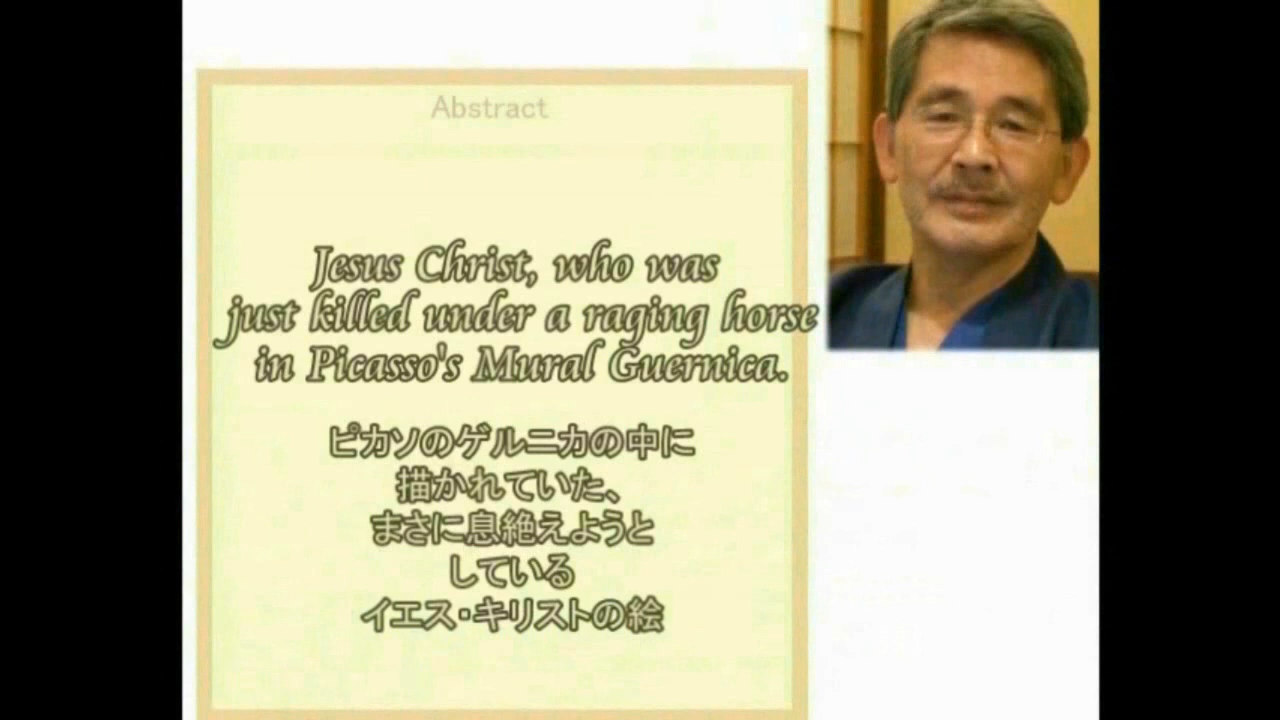 Abstract
Jesus Christ, who was
just killed under a raging horse
in Picasso's Mural Guernica.
ピカソのゲルニカの中に
描かれていた、
まさに息絶えようと
している
イエス・キリストの絵